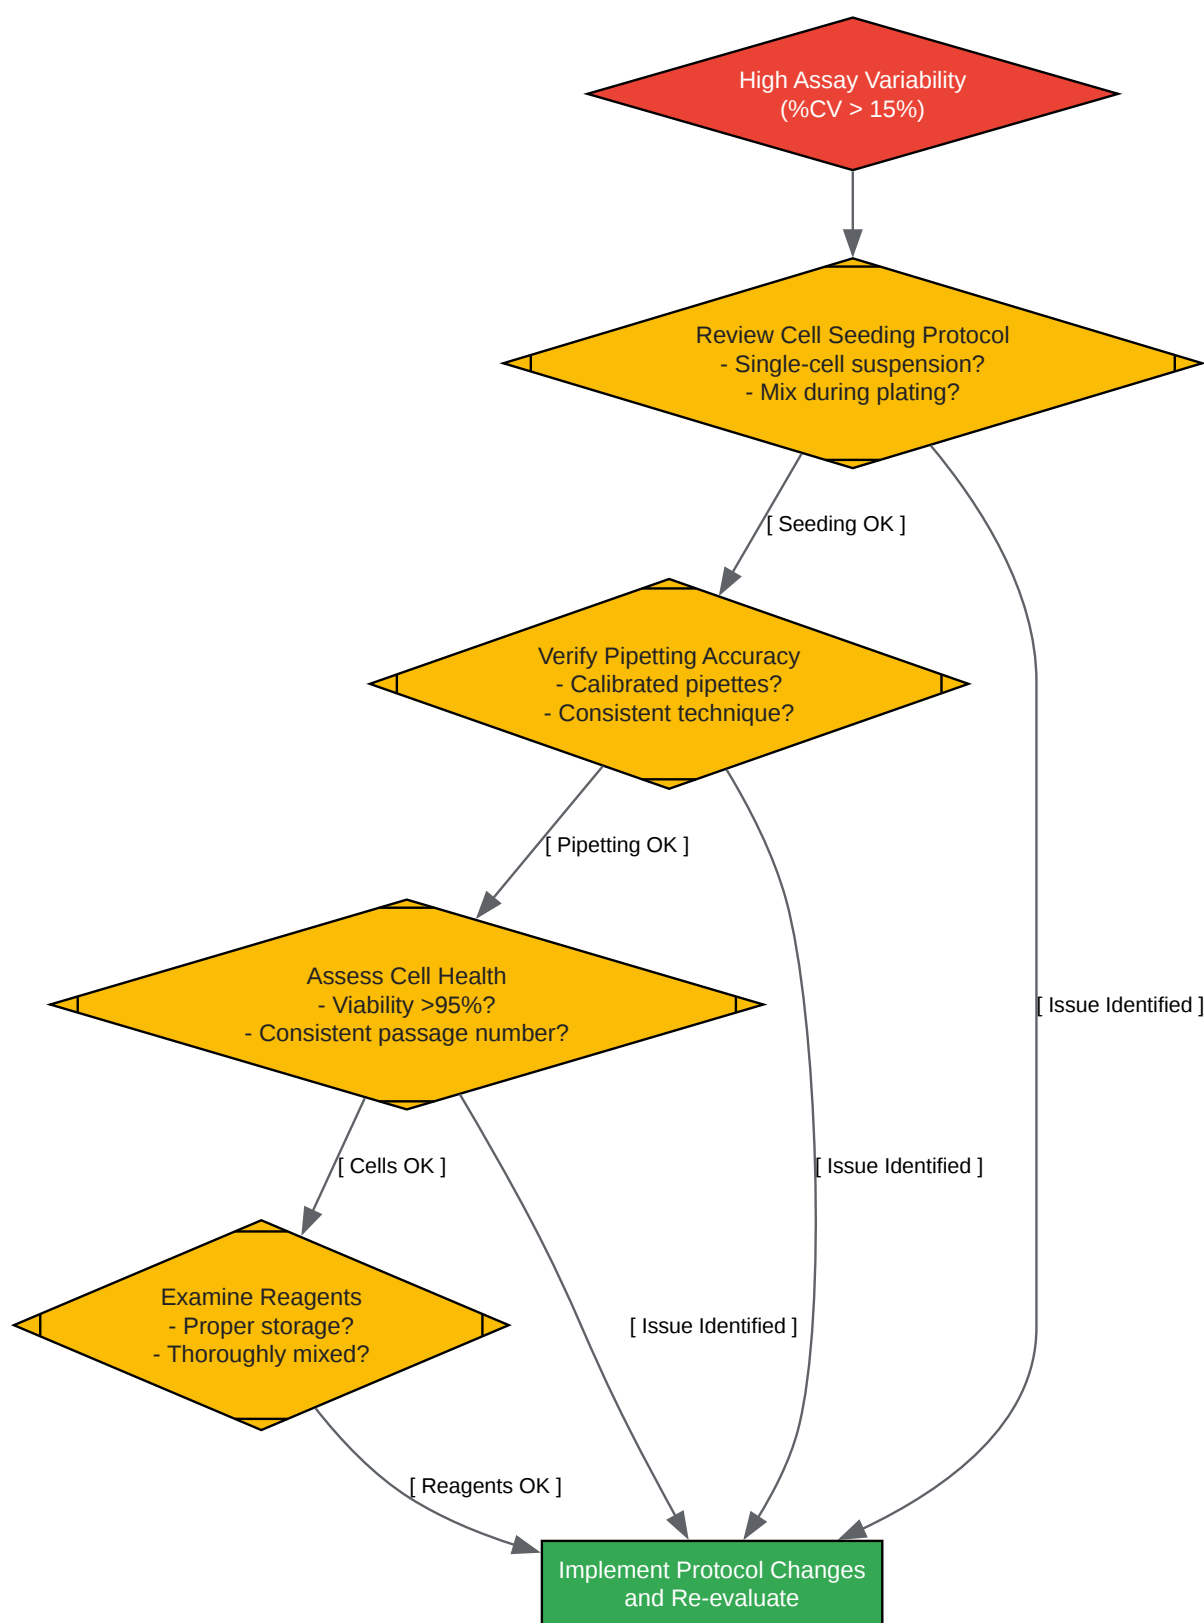 High Assay Variability
(%CV > 15%)
Review Cell Seeding Protocol
- Single-cell suspension?
- Mix during plating?
[ Seeding OK ]
Verify Pipetting Accuracy
- Calibrated pipettes?
- Consistent technique?
[ Pipetting OK ]
Assess Cell Health
- Viability >95%?
- Consistent passage number?
[ Issue Identified ]
[ Cells OK ]
[ Issue Identified ]
Examine Reagents
- Proper storage?
- Thoroughly mixed?
[ Issue Identified ]
[ Reagents OK ]
Implement Protocol Changes
and Re-evaluate